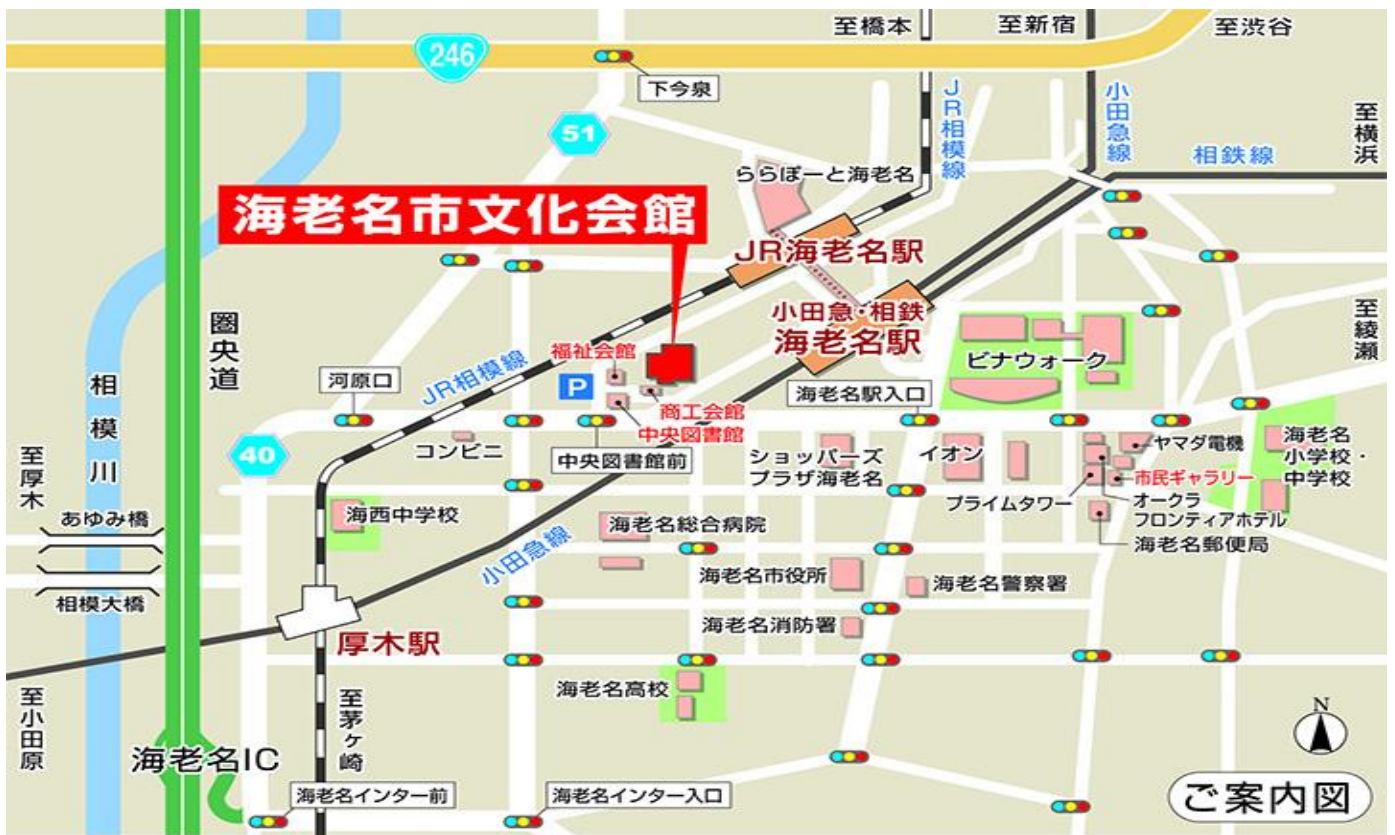 至橋本
至新宿
至渋谷
246
下今泉
JR相模線
小田急線
至横浜
51
相鉄線
ららぽーと海老名
海老名市文化会館
JR海老名駅
小田急・相鉄
海老名駅
至綾瀬
圏央道
福祉会館
ビナウォーク
相模川
河原口
JR相模線
P
海老名駅入口
商工会館
中央図書館
40
コンビニ
中央図書館前
ショッパーズ
プラザ海老名
イオン
ヤマダ電機
海老名
小学校・
中学校
市民ギャラリー
至厚木
プライムタワー
オークラ
フロンティアホテル
あゆみ橋
海西中学校
海老名総合病院
海老名郵便局
小田急線
相模大橋
海老名市役所
海老名警察署
厚木駅
海老名消防署
至小田原
至茅ヶ崎
海老名高校
N
海老名IC
海老名インター前
海老名インター入口
ご案内図